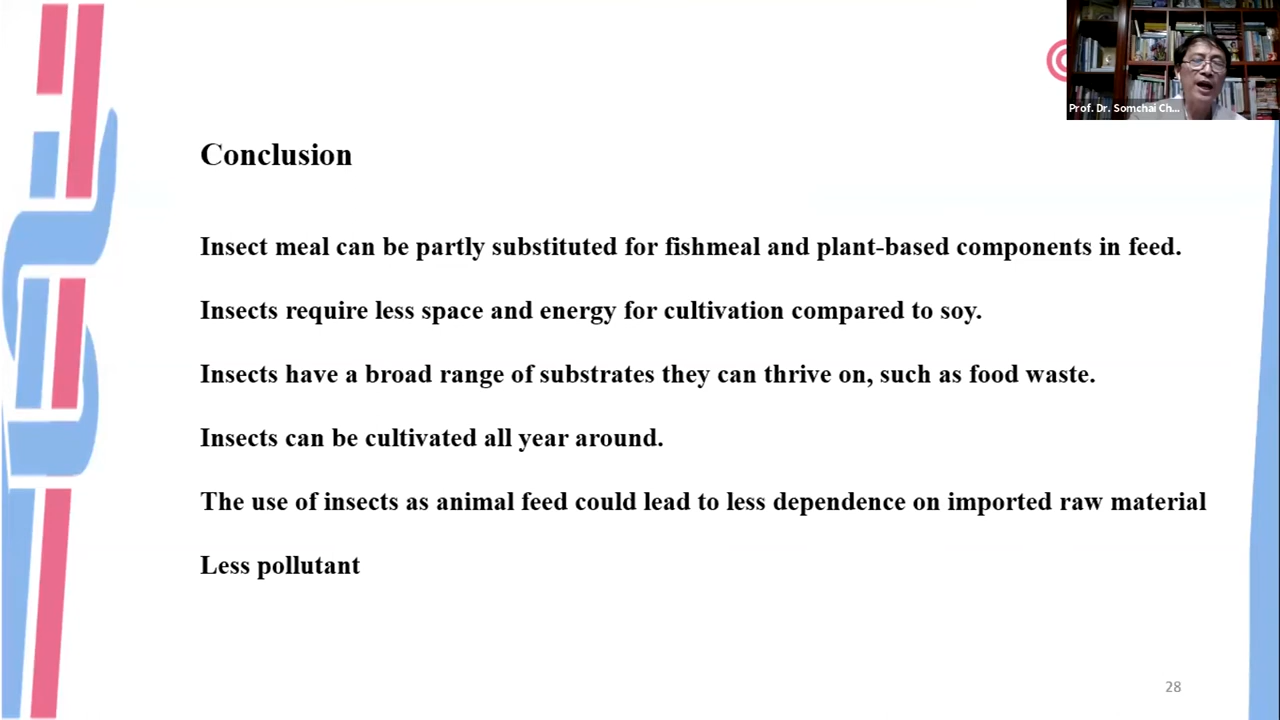 Prof. Dr. Somchai Ch...
Conclusion
Insect meal can be partly substituted for fishmeal and plant-based components in feed.
Insects require less space and energy for cultivation compared to soy.
Insects have a broad range of substrates they can thrive on, such as food waste.
Insects can be cultivated all year around.
The use of insects as animal feed could lead to less dependence on imported raw material
Less pollutant
28